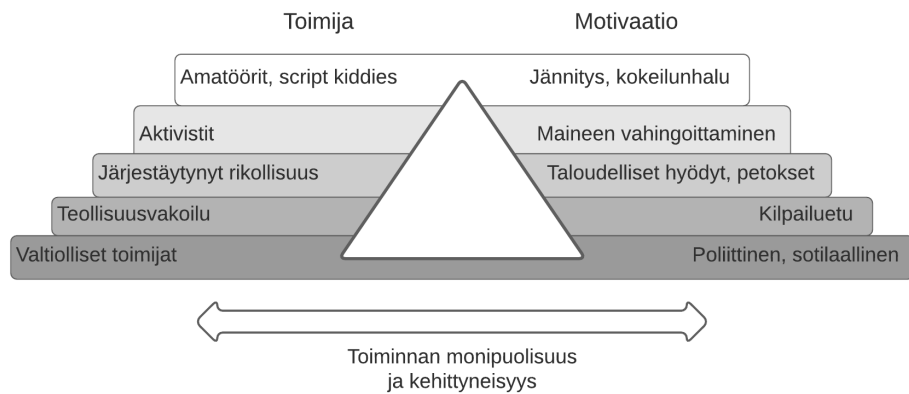 Toimija
Motivaatio
Amatöörit, script kiddies
Jännitys, kokeilunhalu
Aktivistit
Maineen vahingoittaminen
Järjestäytynyt rikollisuus
Taloudelliset hyödyt, petokset
Teollisuusvakoilu
Kilpailuetu
Valtiolliset toimijat
Poliittinen, sotilaallinen
Toiminnan monipuolisuus
ja kehittyneisyys